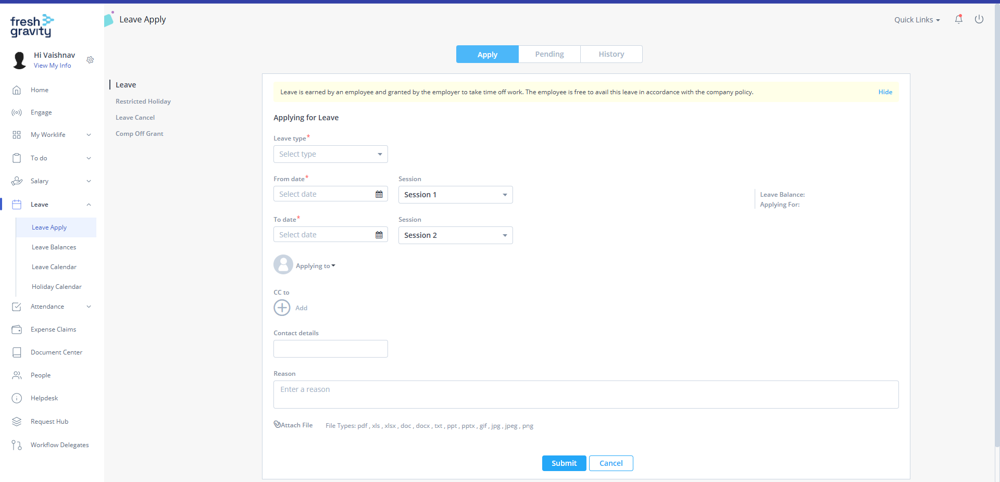 fresh
gravity
Leave Apply
Quick Links
Hi Vaishnav
View My Info
Home
Engage
My Worklife
To do
Salary
Leave
Leave Apply
Leave Balances
Leave Calendar
Holiday Calendar
Attendance
Expense Claims
Document Center
People
Helpdesk
Request Hub
Workflow Delegates
Apply
Pending
History
Leave
Restricted Holiday
Leave Cancel
Comp Off Grant
Leave is earned by an employee and granted by the employer to take time off work. The employee is free to avail this leave in accordance with the company policy.
Hide
Applying for Leave
Leave type*
Select type
From date*
Session
Select date
Session 1
Leave Balance:
Applying For:
To date*
Session
Select date
Session 2
Applying to
CC to
Add
Contact details
Reason
Enter a reason
Attach File
File Types: pdf , xls , xlsx , doc , docx , txt , ppt , pptx , gif , jpg , jpeg , png
Submit
Cancel